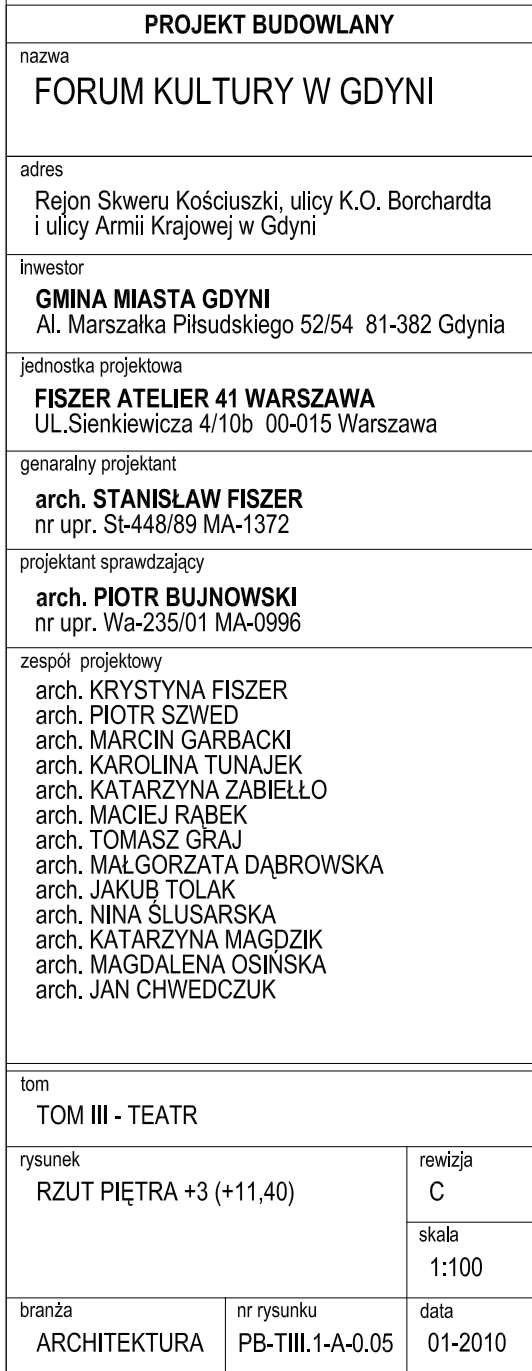 PROJEKT BUDOWLANY
nazwa
FORUM KULTURY W GDYNI
adres
Rejon Skweru Kościuszki, ulicy K.O. Borchardta
i ulicy Armii Krajowej w Gdyni
inwestor
GMINA MIASTA GDYNI
Al. Marszałka Piłsudskiego 52/54 81-382 Gdynia
jednostka projektowa
FISZER ATELIER 41 WARSZAWA
UL.Sienkiewicza 4/10b 00-015 Warszawa
genaralny projektant
arch. STANISŁAW FISZER
nr upr. St-448/89 MA-1372
projektant sprawdzający
arch. PIOTR BUJNOWSKI
nr upr. Wa-235/01 MA-0996
zespół projektowy
arch. KRYSTYNA FISZER
arch. PIOTR SZWED
arch. MARCIN GARBACKI
arch. KAROLINA TUNAJEK
arch. KATARZYNA ZABIEŁŁO
arch. MACIEJ RĄBEK
arch. TOMASZ GRAJ
arch. MAŁGORZATA DĄBROWSKA
arch. JAKUB TOLAK
arch. NINA ŚLUSARSKA
arch. KATARZYNA MAGDZIK
arch. MAGDALENA OSIŃSKA
arch. JAN CHWEDCZUK
tom
TOM III - TEATR
rysunek
RZUT PIĘTRA +3 (+11,40)
rewizja
C
skala
1:100
branża
ARCHITEKTURA
nr rysunku
PB-TIII.1-A-0.05
data
01-2010